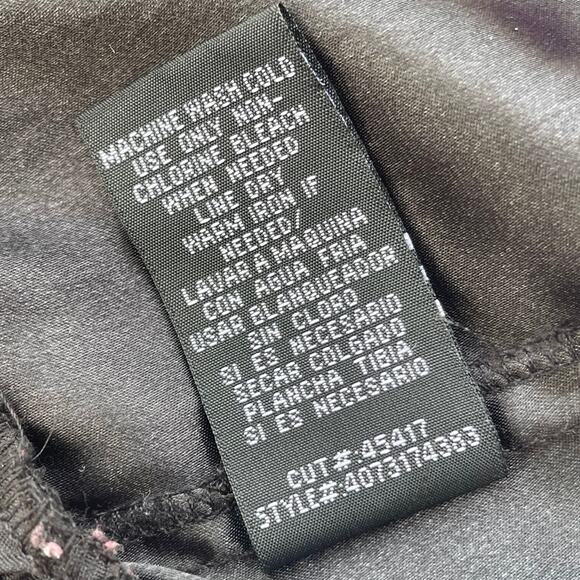 MACHINE WASH COLD
USE ONLY NON-
CHLORINE BLEACH
WHEN NEEDED
LINE DRY
WARM IRON IF
NEEDED/
LAVAR A MAQUINA
CON AGUA FRIA
USAR BLANQUEADOR
SIN CLORO
SI ES NECESARIO
SECAR COLGADO
PLANCHA TIBIA
SI ES NECESARIO
CUT#:45417
STYLE#:4073174383